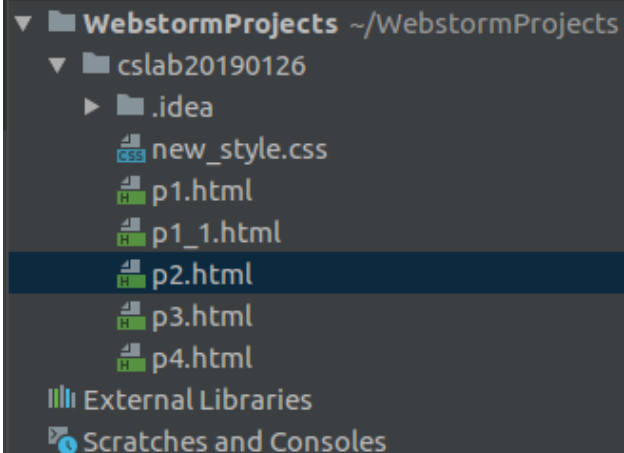 WebstormProjects ~/WebstormProjects
cslab20190126
.idea
CSS new_style.css
H p1.html
H p1_1.html
H p2.html
H p3.html
H p4.html
External Libraries
Scratches and Consoles